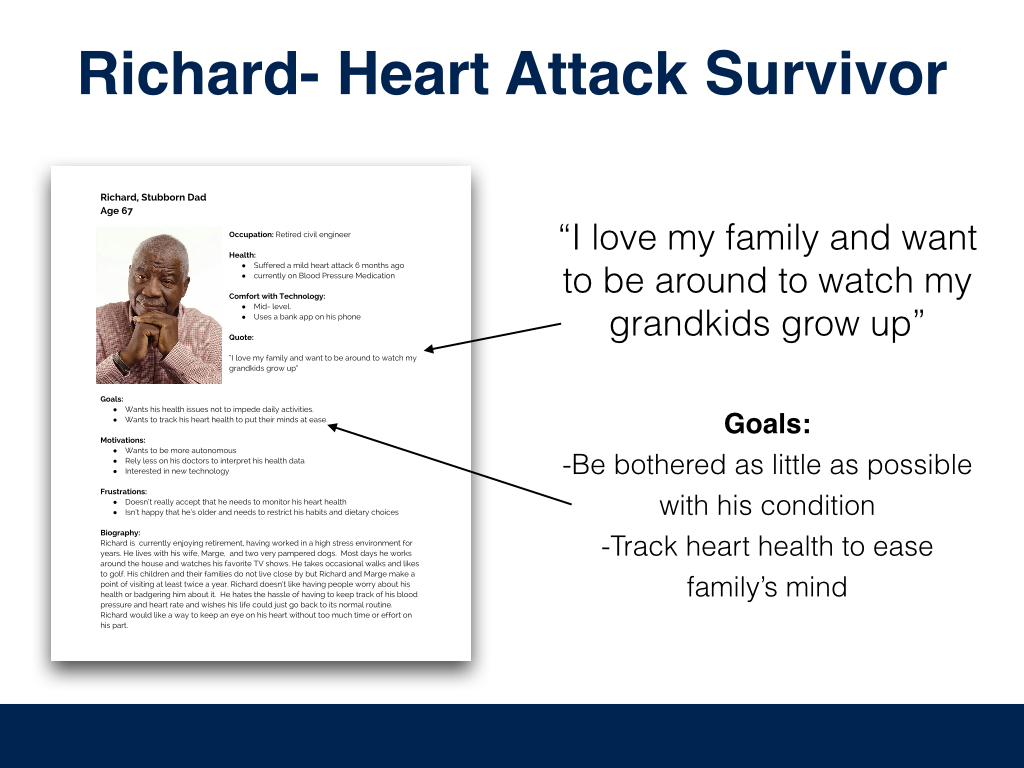 Richard- Heart Attack Survivor
Richard, Stubborn Dad
Age 67
Occupation: Retired civil engineer
Health:
● Suffered a mild heart attack 6 months ago
● currently on Blood Pressure Medication
Comfort with Technology:
● Mid- level.
● Uses a bank app on his phone
Quote:
"I love my family and want to be around to watch my
grandkids grow up"
Goals:
● Wants his health issues not to impede daily activities.
● Wants to track his heart health to put their minds at ease
Motivations:
● Wants to be more autonomous
● Rely less on his doctors to interpret his health data
● Interested in new technology
Frustrations:
● Doesn't really accept that he needs to monitor his heart health
● Isn't happy that he's older and needs to restrict his habits and dietary choices
Biography:
Richard is currently enjoying retirement, having worked in a high stress environment for
years. He lives with his wife, Marge, and two very pampered dogs. Most days he works
around the house and watches his favorite TV shows. He takes occasional walks and likes
to golf. His children and their families do not live close by but Richard and Marge make a
point of visiting at least twice a year. Richard doesn't like having people worry about his
health or badgering him about it. He hates the hassle of having to keep track of his blood
pressure and heart rate and wishes his life could just go back to its normal routine.
Richard would like a way to keep an eye on his heart without too much time or effort on
his part.
“I love my family and want
to be around to watch my
grandkids grow up”
Goals:
-Be bothered as little as possible
with his condition
-Track heart health to ease
family’s mind